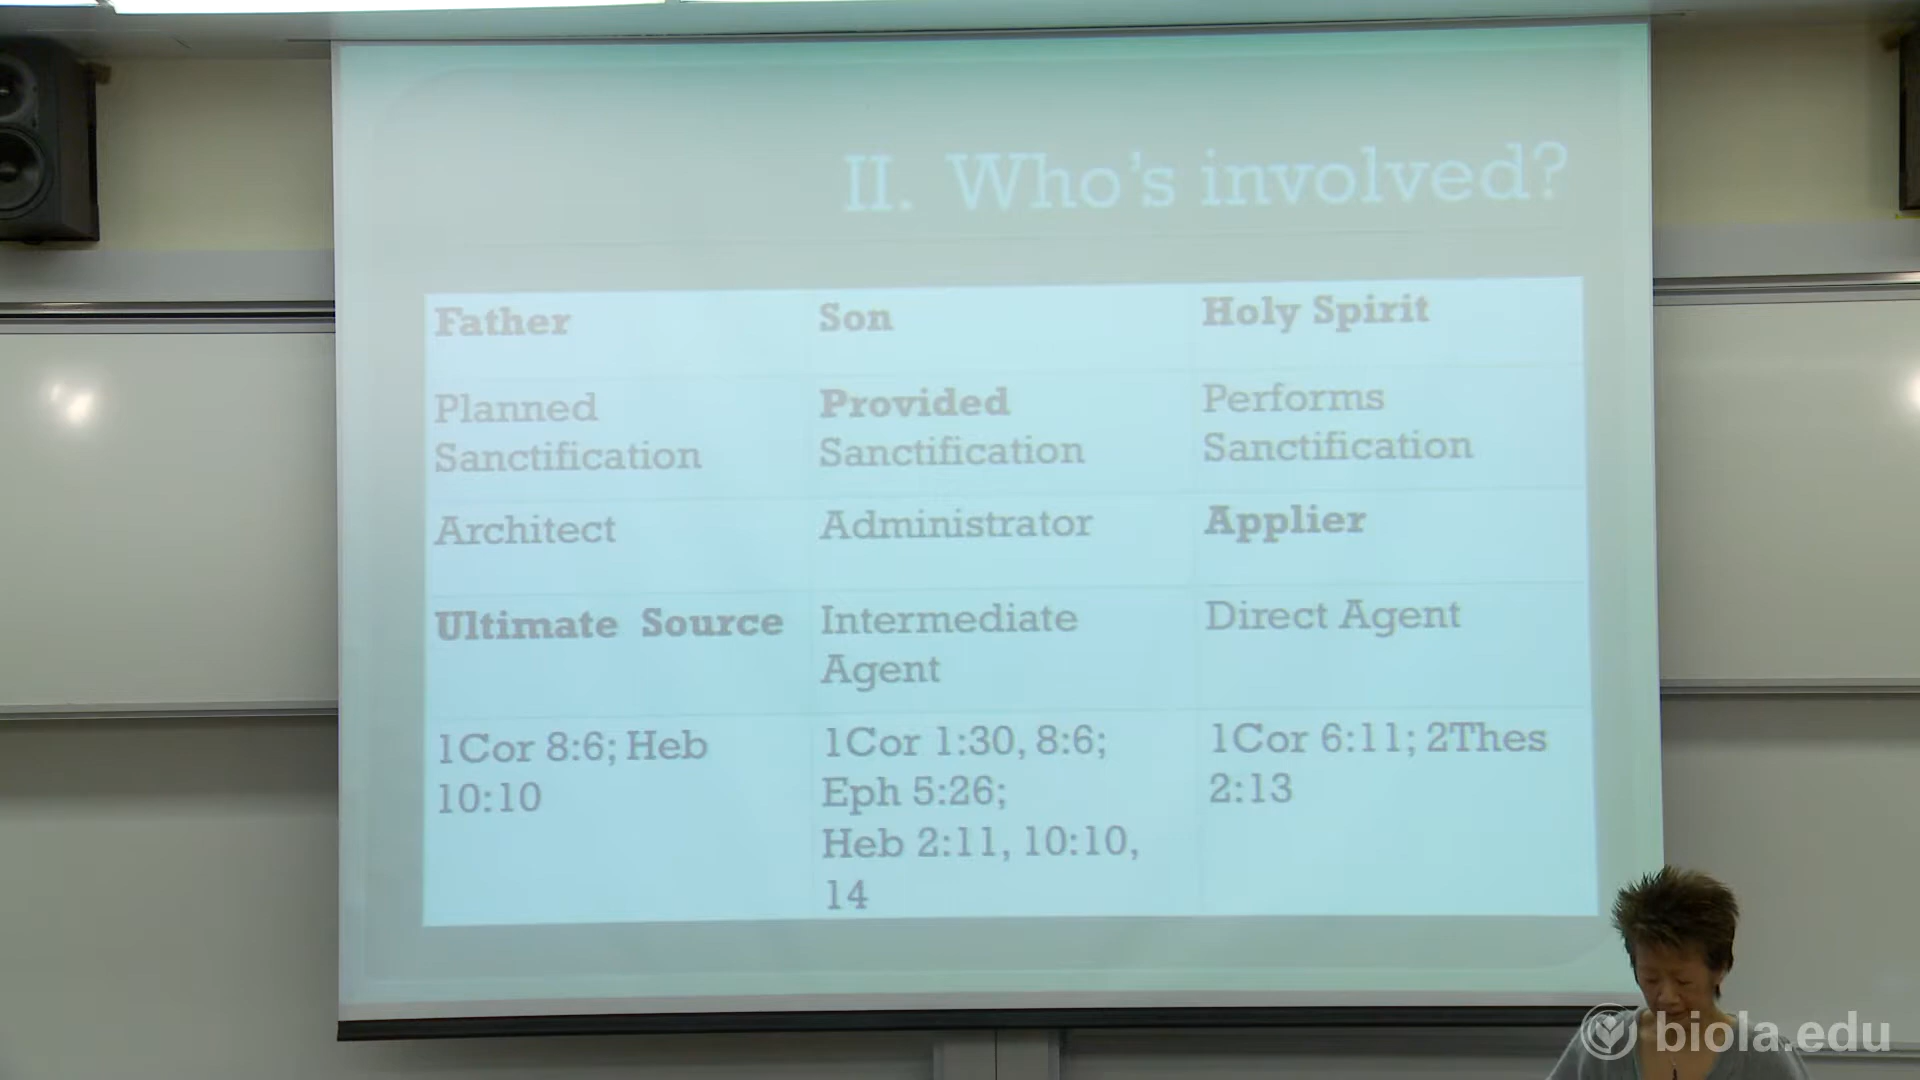 II. Who's involved?
Father
Son
Holy Spirit
Planned
Sanctification
Provided
Sanctification
Performs
Sanctification
Architect
Administrator
Applier
Ultimate Source
Intermediate
Agent
Direct Agent
1Cor 8:6; Heb
10:10
1Cor 1:30, 8:6;
Eph 5:26;
Heb 2:11, 10:10,
14
1Cor 6:11; 2Thes
2:13
biola.edu